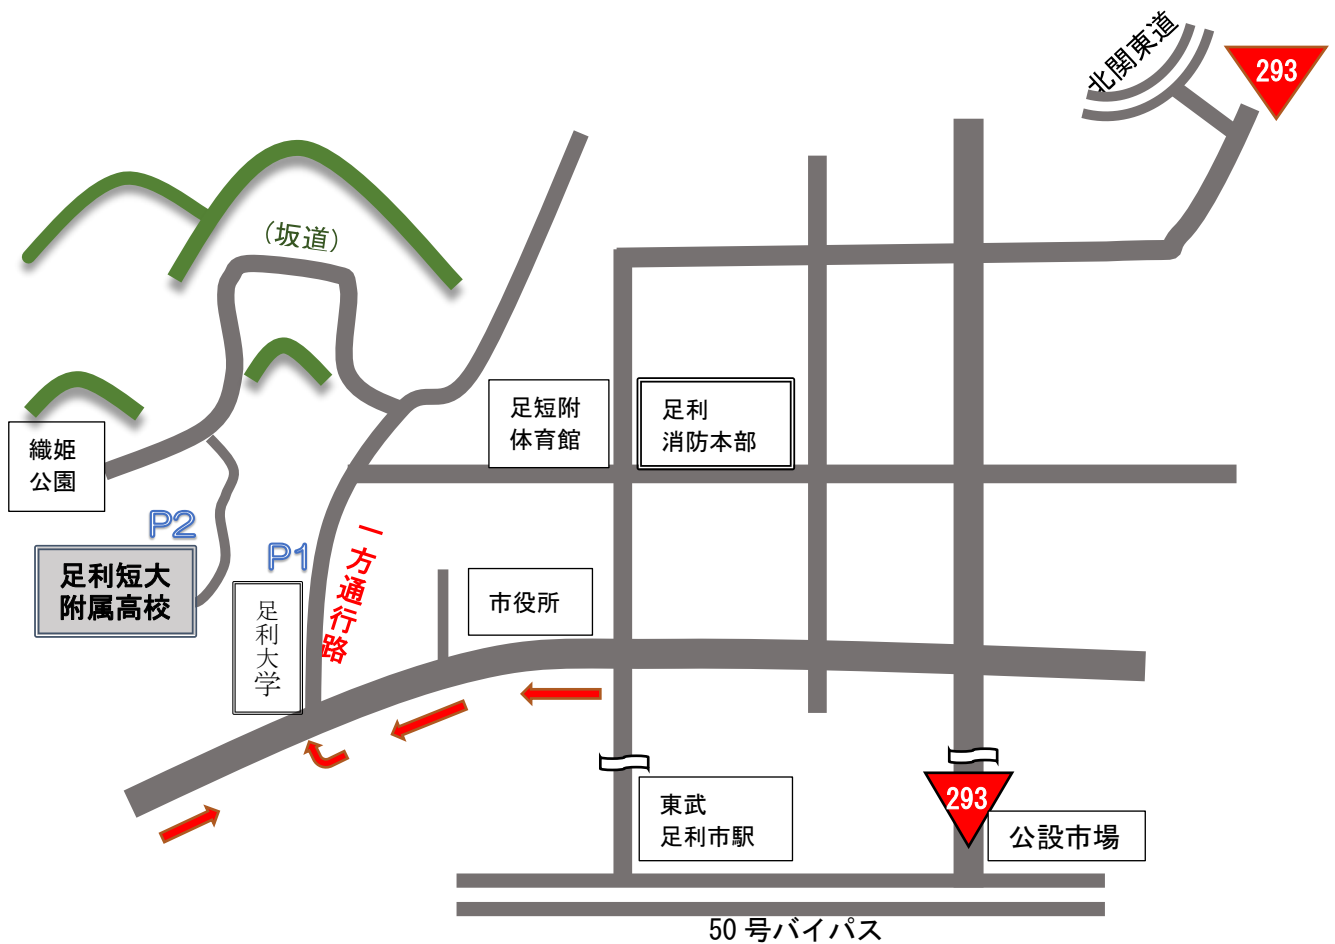 北関東道
293
(坂道)
足短附
体育館
足利
消防本部
織姫
公園
P2
P1
一方通行路
足利短大
附属高校
足利大学
市役所
東武
足利市駅
293
公設市場
50号バイパス